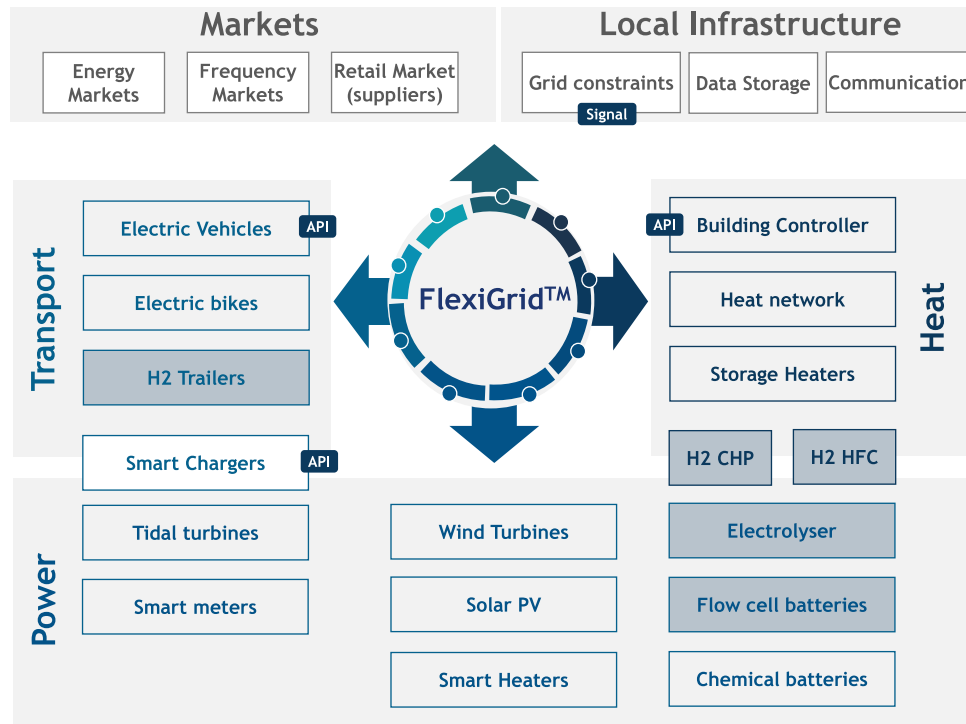 Markets
Local Infrastructure
Energy
Markets
Frequency
Markets
Retail Market
(suppliers)
Grid constraints
Data Storage
Communication
Signal
Transport
Electric Vehicles
API
Electric bikes
H2 Trailers
Smart Chargers
API
FlexiGrid™
API
Building Controller
Heat network
Storage Heaters
Heat
H2 CHP
H2 HFC
Power
Tidal turbines
Smart meters
Wind Turbines
Solar PV
Smart Heaters
Electrolyser
Flow cell batteries
Chemical batteries